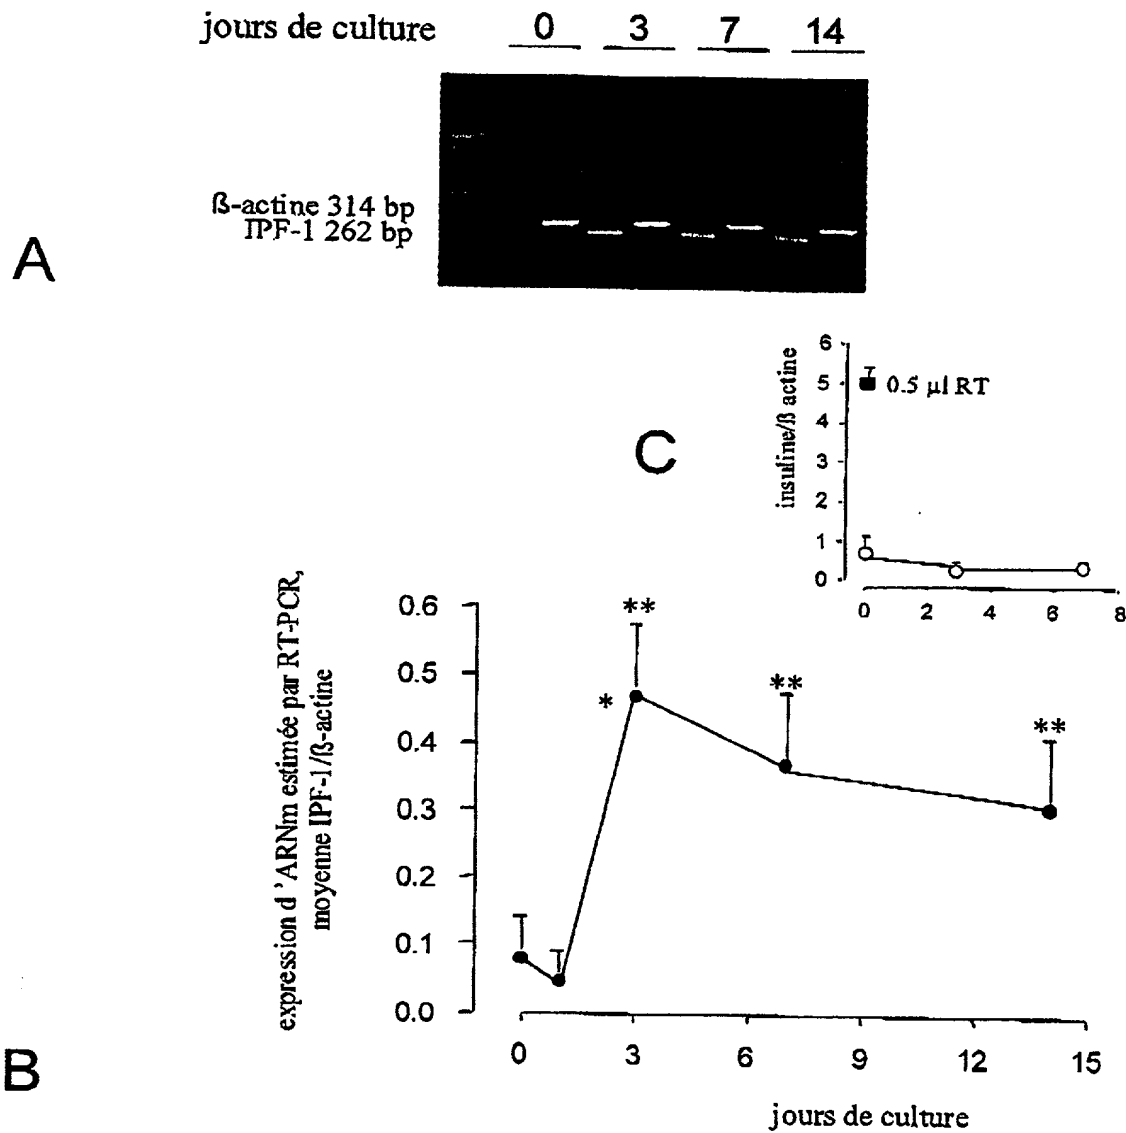 jours de culture 0 3 7 14
ß-actine 314 bp
IPF-1 262 bp
A
6
5
4
3
2
1
0
insuline/ß actine
0.5 µl RT
C
0 2 4 6 8
expression d 'ARNm estimée par RT-PCR,
moyenne IPF-1/ß-actine
0.6
0.5
0.4
0.3
0.2
0.1
0.0
**
*
**
**
0 3 6 9 12 15
B
jours de culture